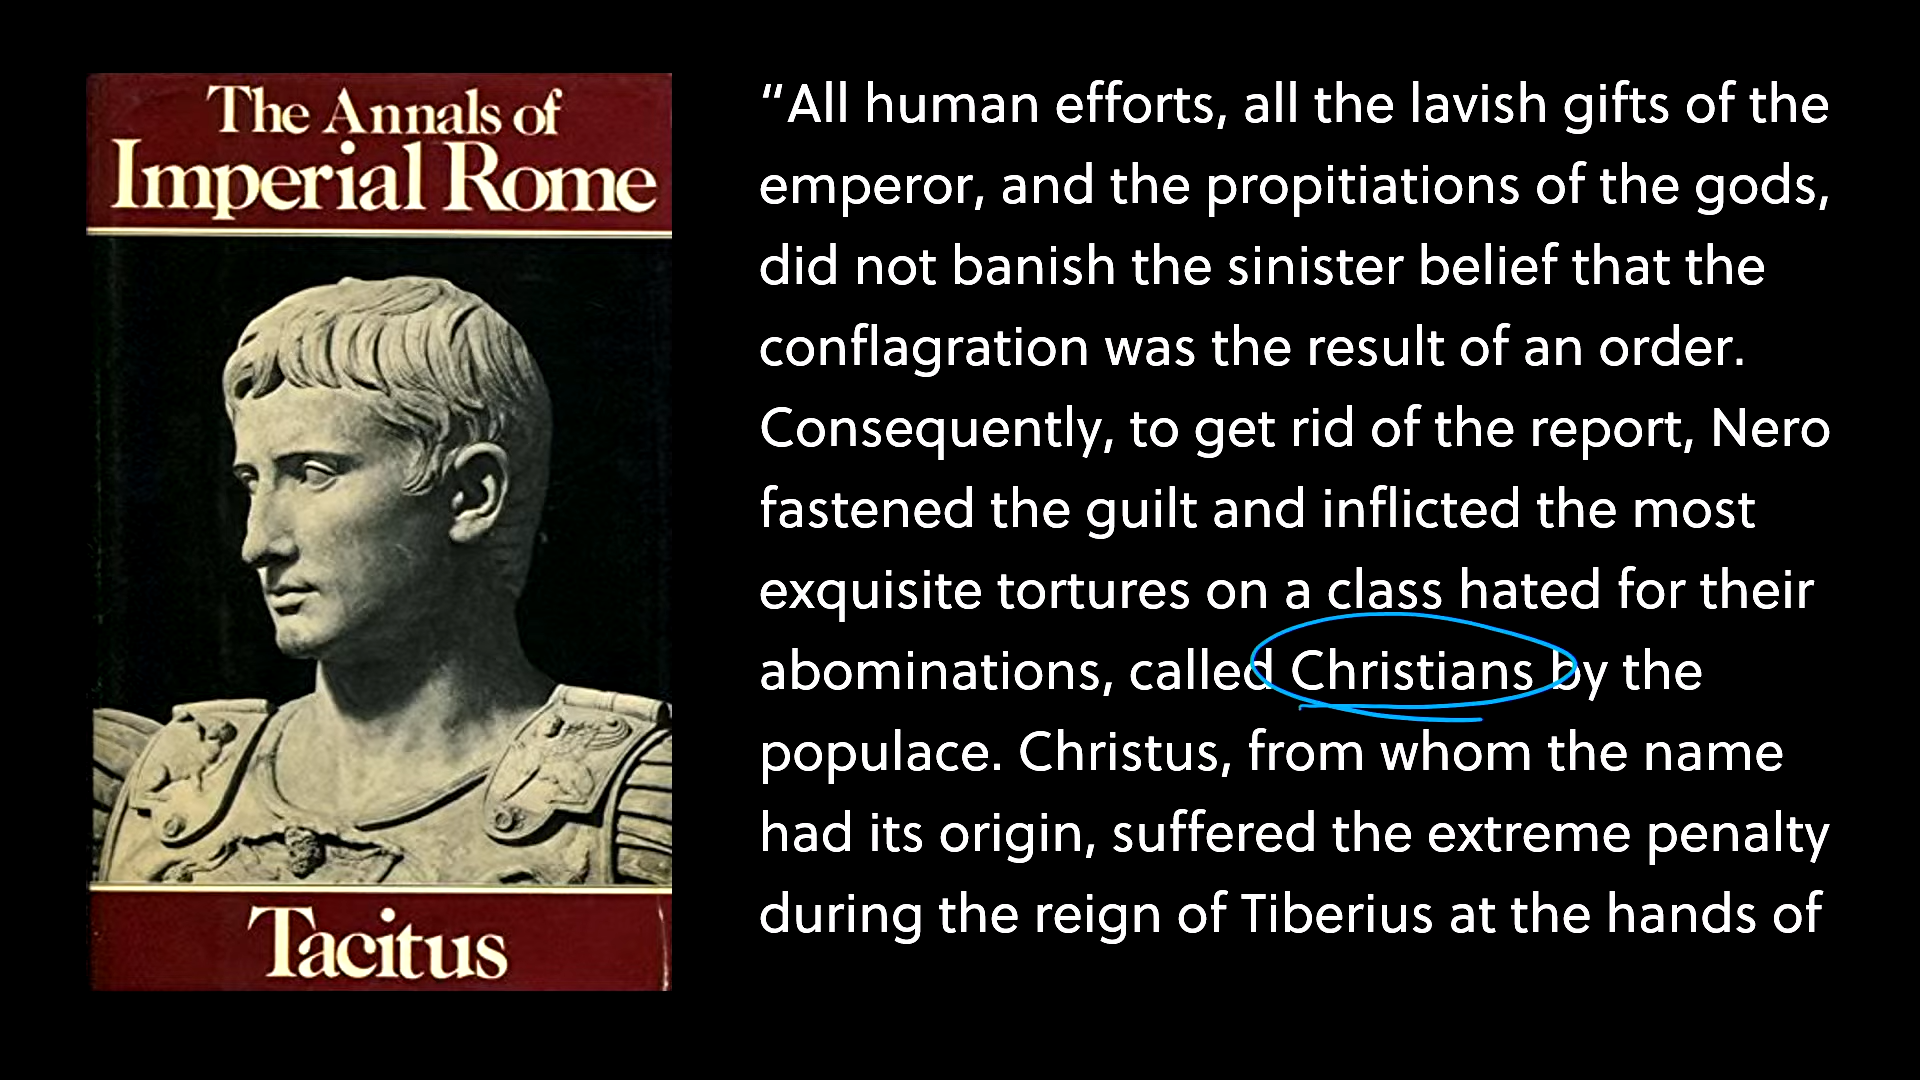 The Annals of
Imperial Rome
Tacitus
“All human efforts, all the lavish gifts of the
emperor, and the propitiations of the gods,
did not banish the sinister belief that the
conflagration was the result of an order.
Consequently, to get rid of the report, Nero
fastened the guilt and inflicted the most
exquisite tortures on a class hated for their
abominations, called Christians by the
populace. Christus, from whom the name
had its origin, suffered the extreme penalty
during the reign of Tiberius at the hands of